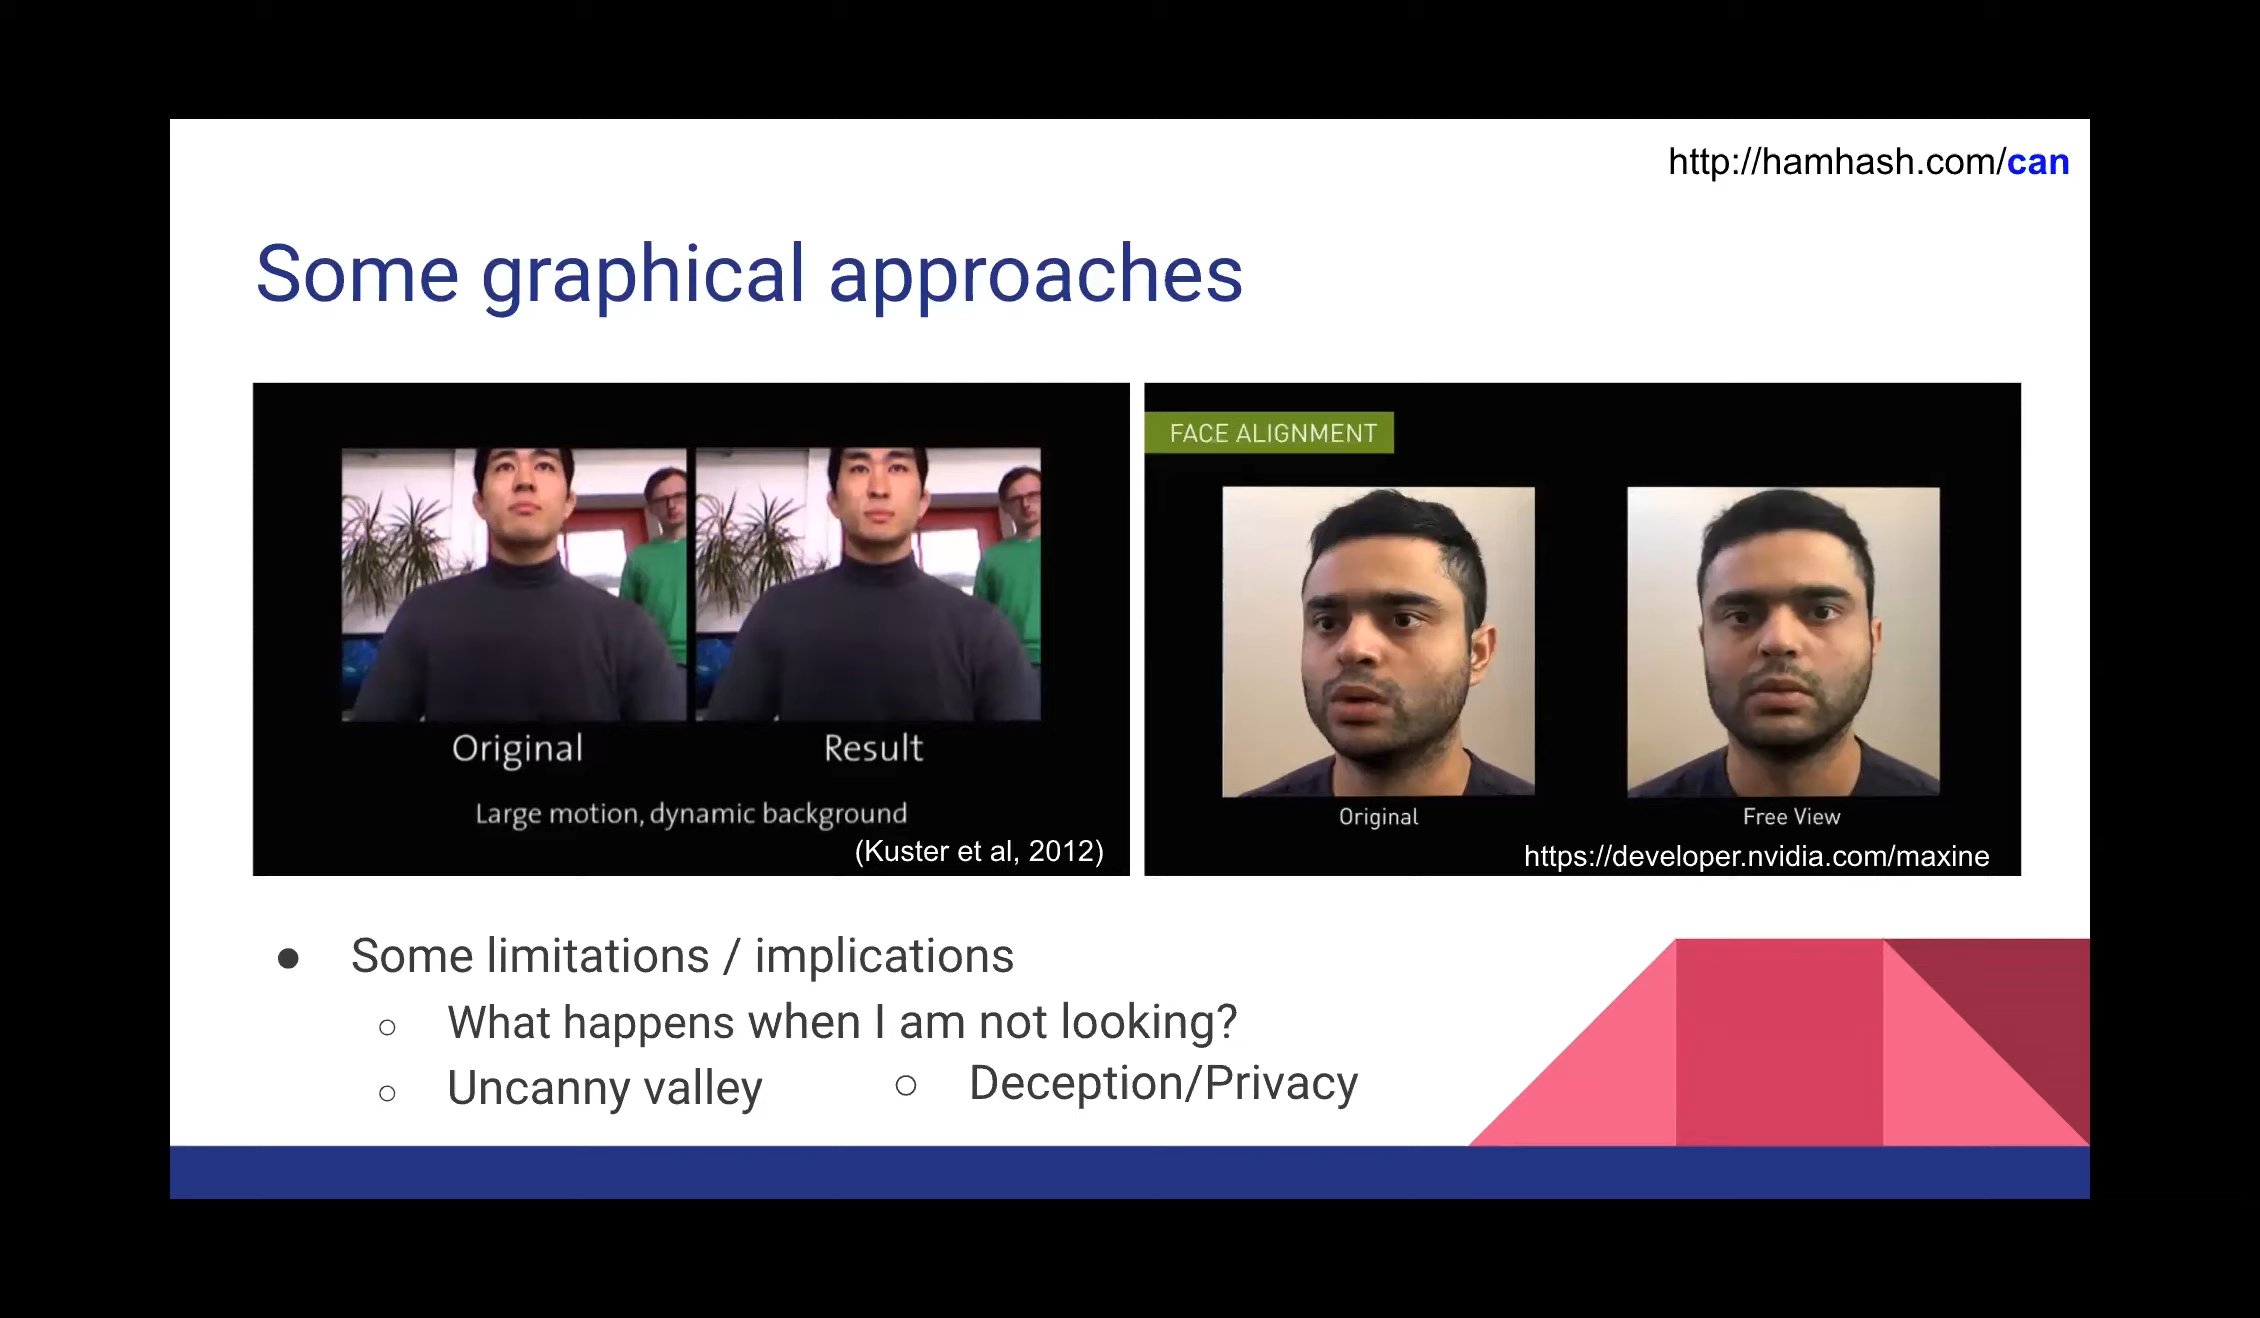 http://hamhash.com/can
Some graphical approaches
Original
Result
Large motion, dynamic background
(Kuster et al, 2012)
FACE ALIGNMENT
Original
Free View
https://developer.nvidia.com/maxine
● Some limitations / implications
○ What happens when I am not looking?
○ Uncanny valley ○ Deception/Privacy